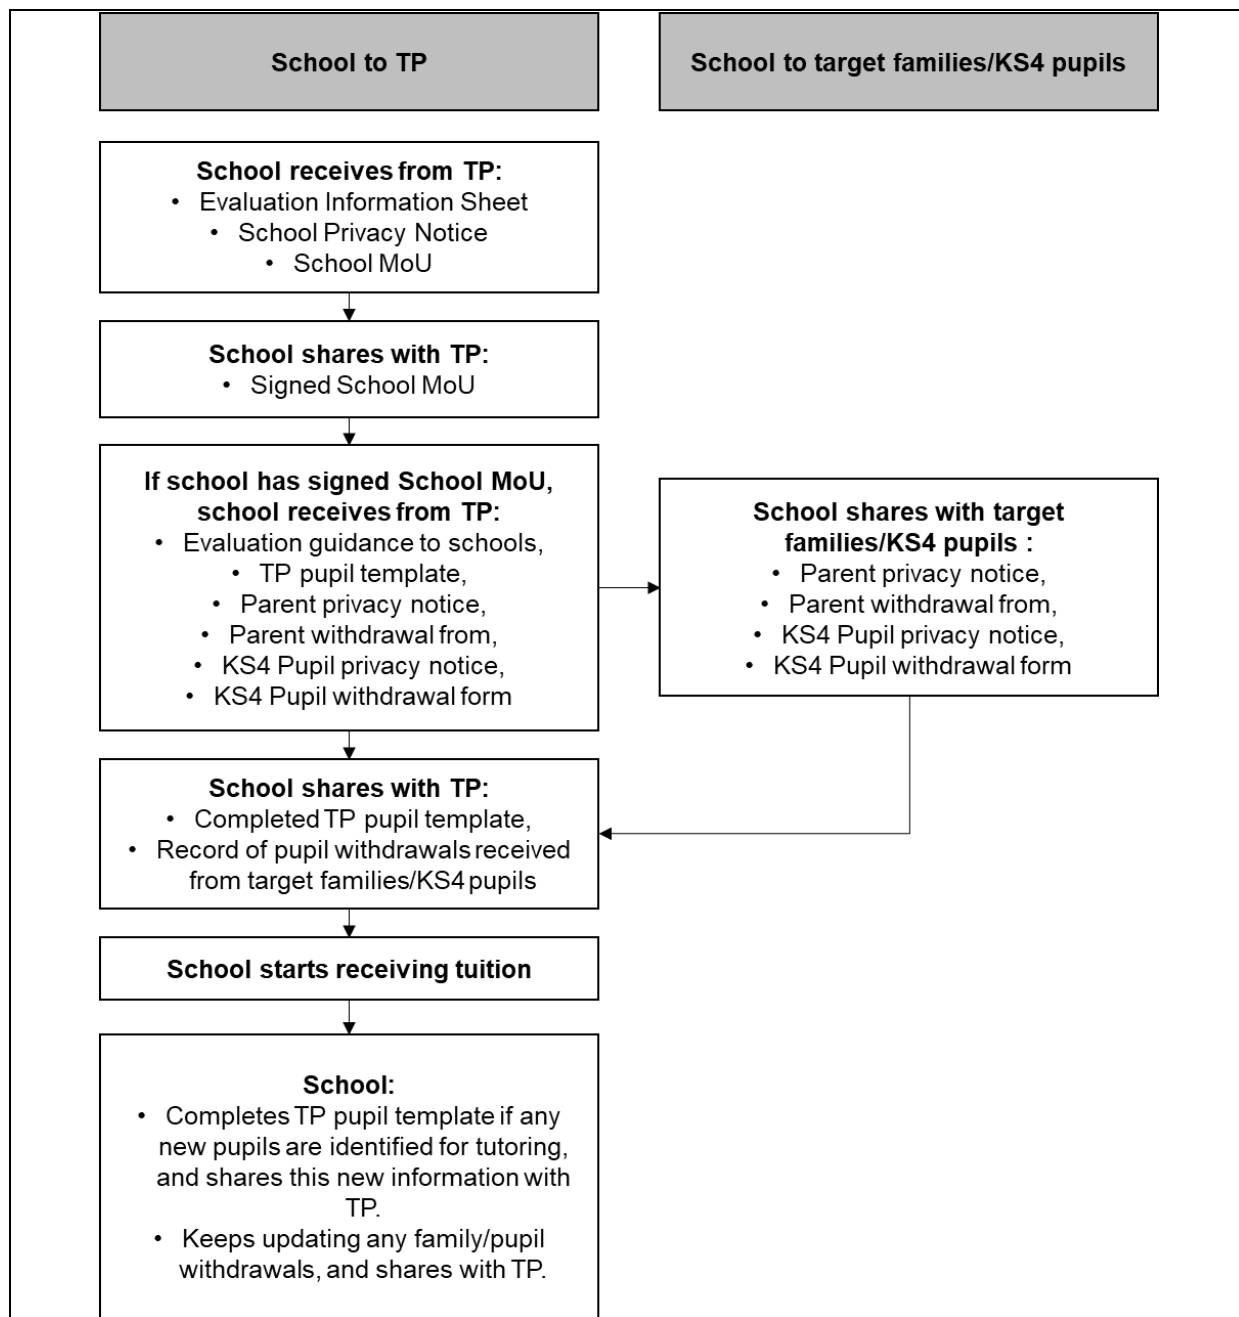 School to TP
School to target families/KS4 pupils
School receives from TP:
• Evaluation Information Sheet
• School Privacy Notice
• School MoU
School shares with TP:
• Signed School MoU
If school has signed School MoU,
school receives from TP:
• Evaluation guidance to schools,
• TP pupil template,
• Parent privacy notice,
• Parent withdrawal from,
• KS4 Pupil privacy notice,
• KS4 Pupil withdrawal form
School shares with target
families/KS4 pupils :
• Parent privacy notice,
• Parent withdrawal from,
• KS4 Pupil privacy notice,
• KS4 Pupil withdrawal form
School shares with TP:
• Completed TP pupil template,
• Record of pupil withdrawals received
from target families/KS4 pupils
School starts receiving tuition
School:
• Completes TP pupil template if any
new pupils are identified for tutoring,
and shares this new information with
TP.
• Keeps updating any family/pupil
withdrawals, and shares with TP.